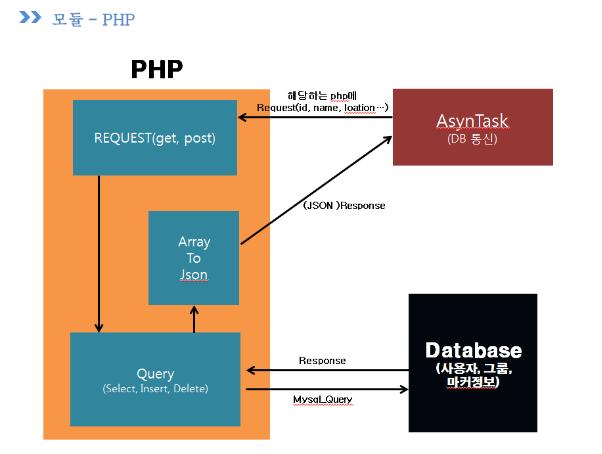 모듈 – PHP
PHP
해당하는 php에
Request(id, name, loation…)
REQUEST(get, post)
AsynTask
(DB 통신)
(JSON )Response
Array
To
Json
Query
(Select, Insert, Delete)
Response
Mysql_Query
Database
(사용자, 그룹,
마커정보)